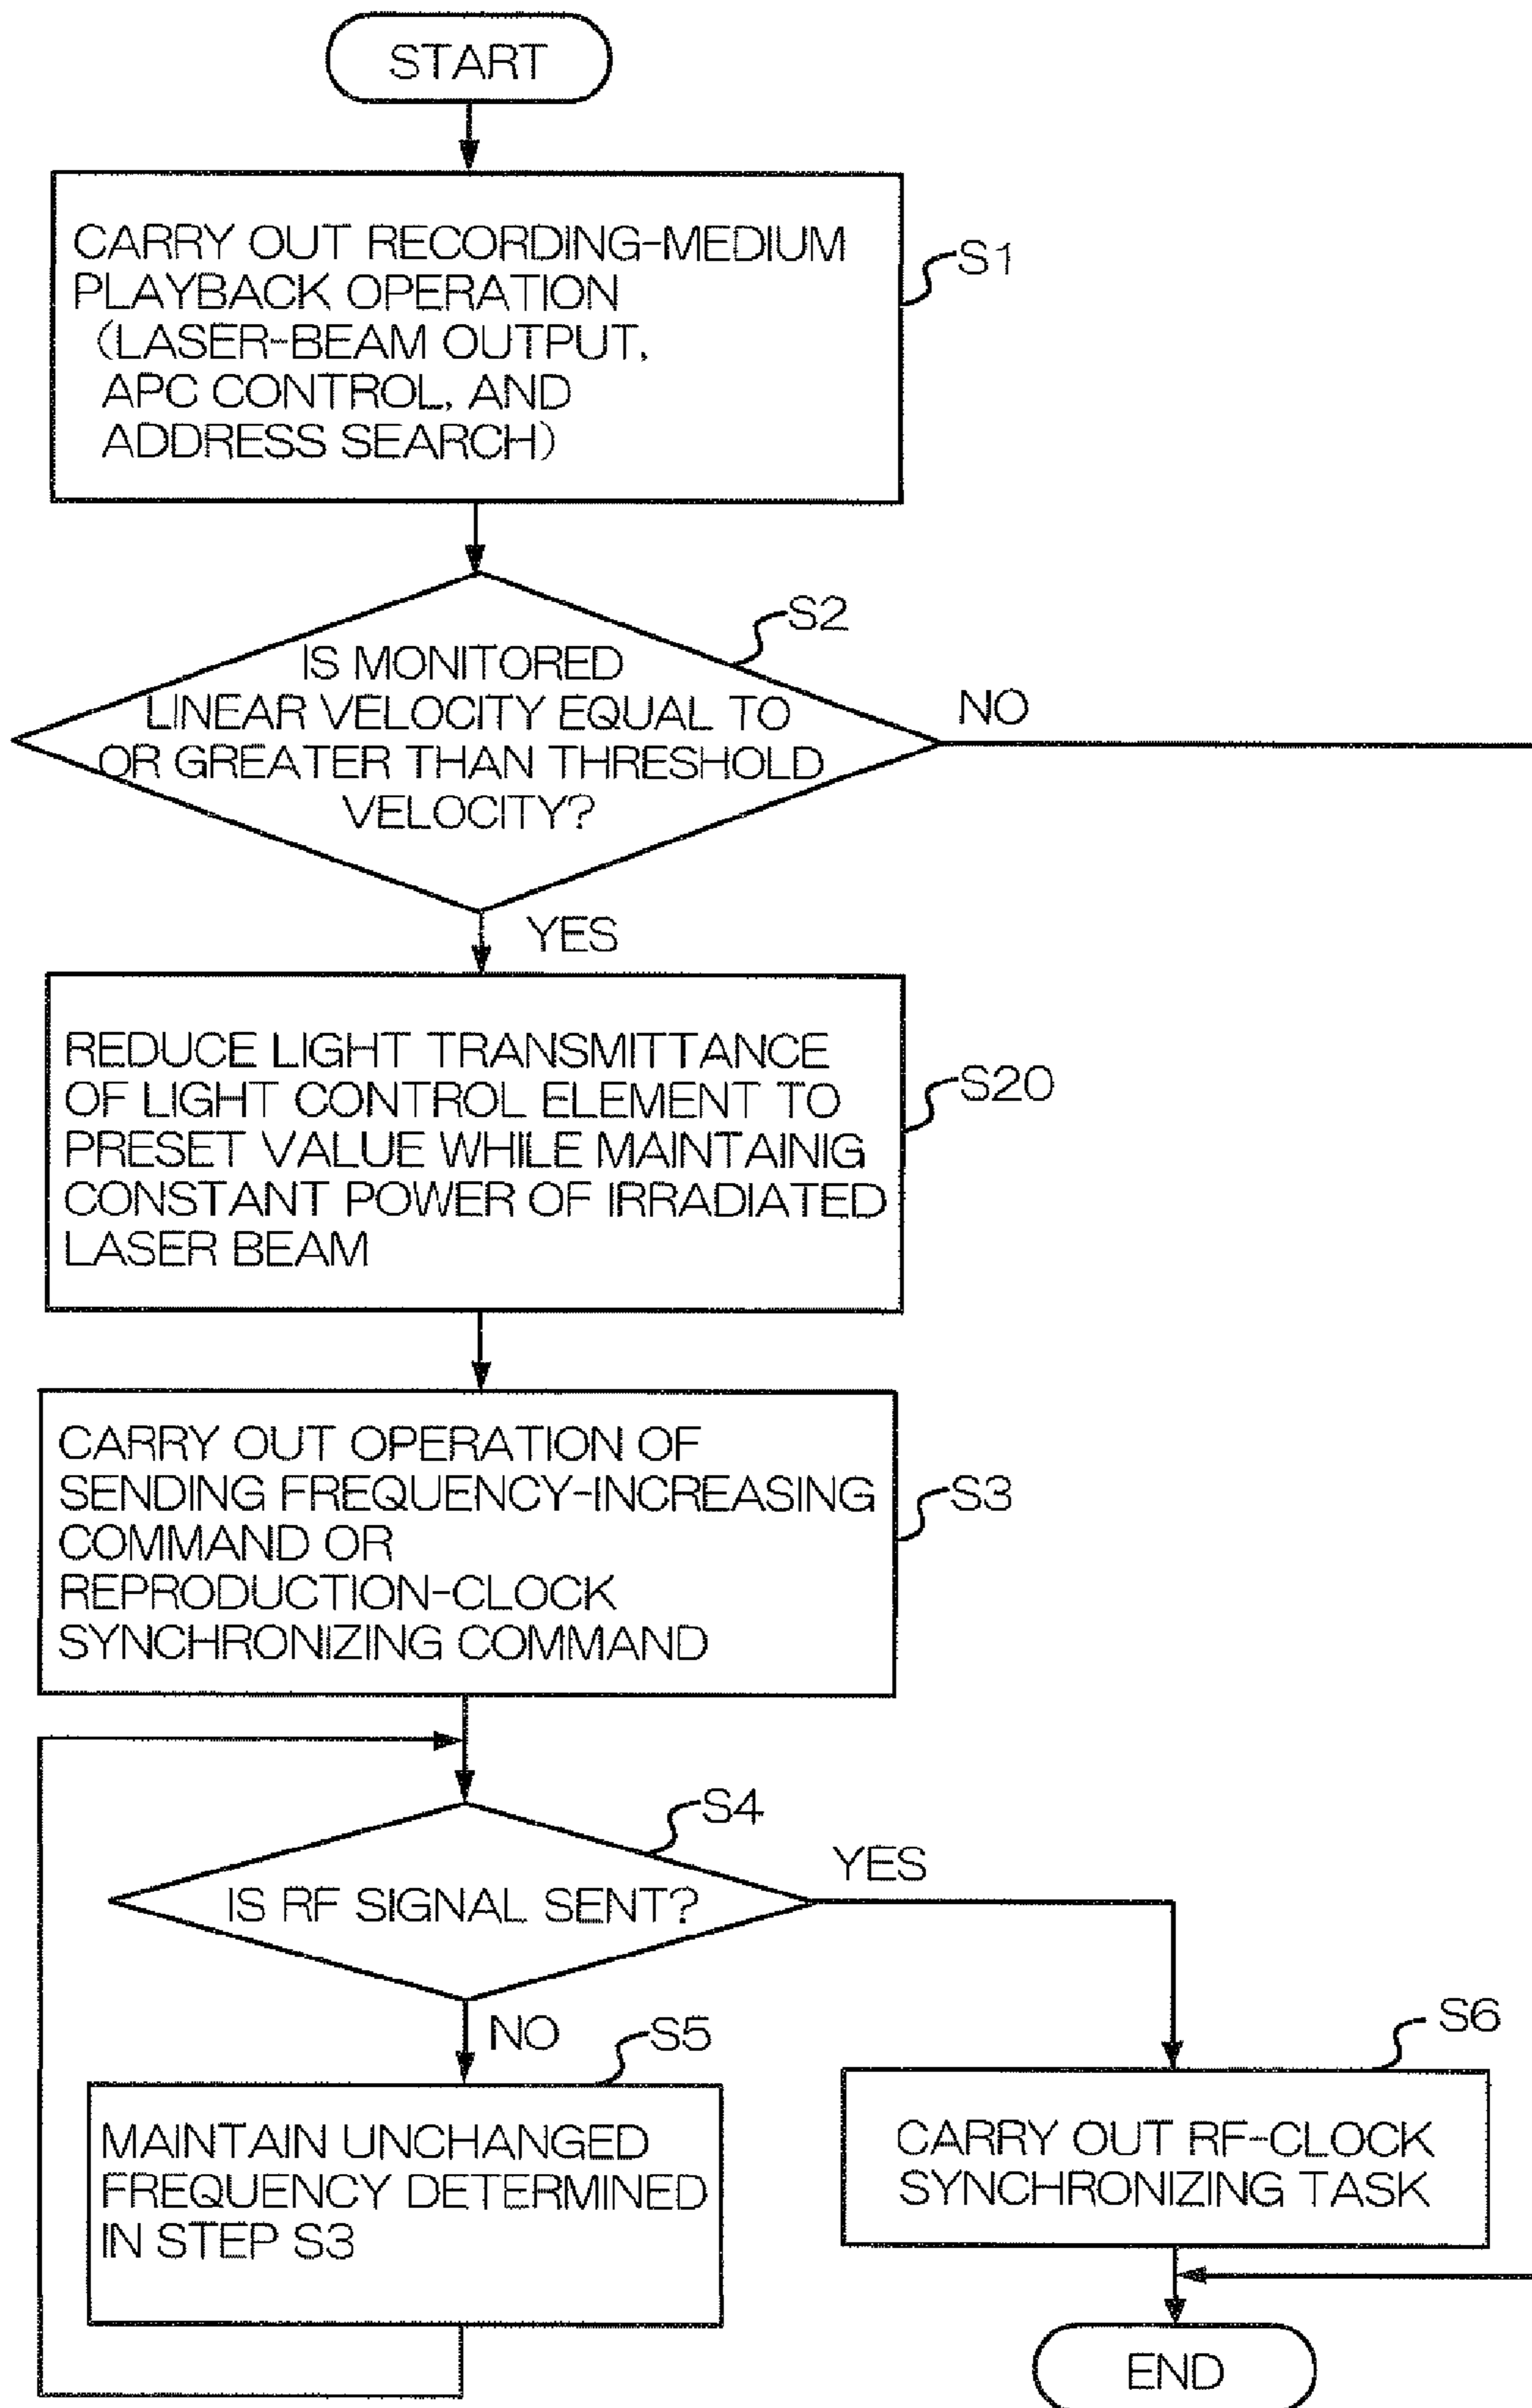 START
CARRY OUT RECORDING-MEDIUM
PLAYBACK OPERATION
(LASER-BEAM OUTPUT,
APC CONTROL, AND
ADDRESS SEARCH)
S1
S2
IS MONITORED
LINEAR VELOCITY EQUAL TO
OR GREATER THAN THRESHOLD
VELOCITY?
NO
YES
REDUCE LIGHT TRANSMITTANCE
OF LIGHT CONTROL ELEMENT TO
PRESET VALUE WHILE MAINTAINIG
CONSTANT POWER OF IRRADIATED
LASER BEAM
S20
CARRY OUT OPERATION OF
SENDING FREQUENCY-INCREASING
COMMAND OR
REPRODUCTION-CLOCK
SYNCHRONIZING COMMAND
S3
S4
IS RF SIGNAL SENT?
YES
NO
S5
MAINTAIN UNCHANGED
FREQUENCY DETERMINED
IN STEP S3
S6
CARRY OUT RF-CLOCK
SYNCHRONIZING TASK
END